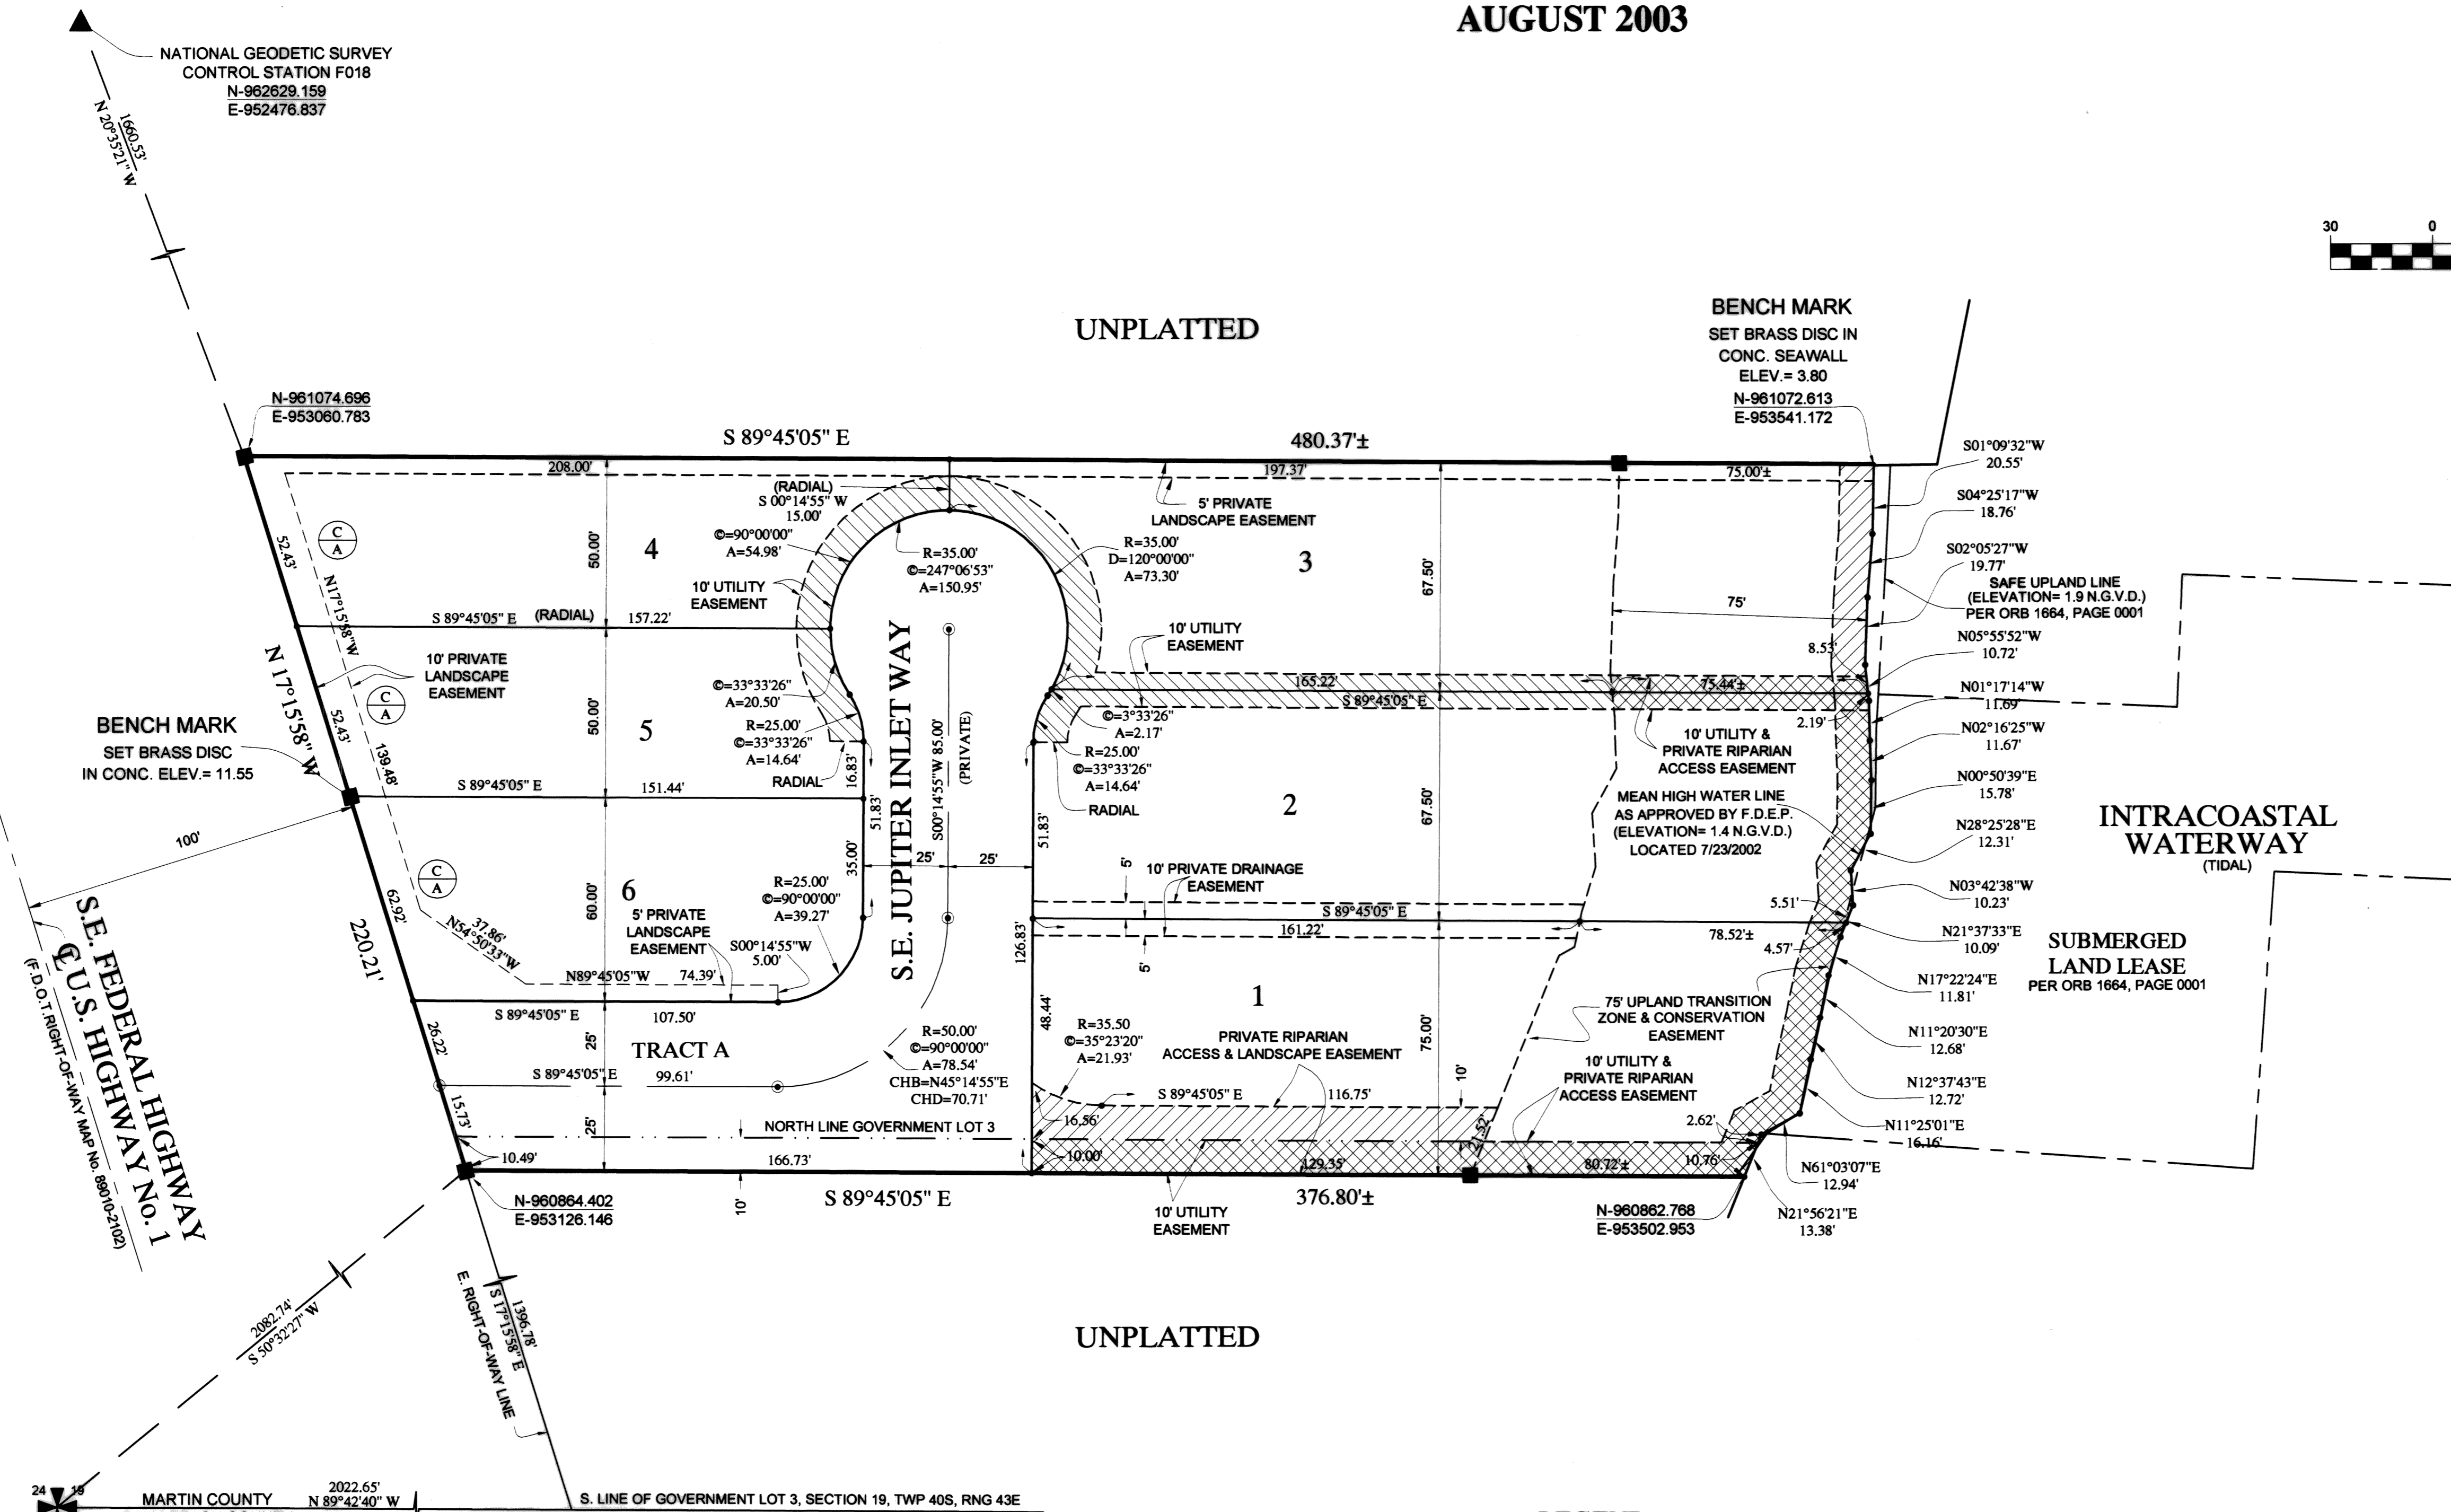 AUGUST 2003
NATIONAL GEODETIC SURVEY
CONTROL STATION F018
N-962629.159
E-952476.837
1660.53'
N 20°35'21" W
30 0
UNPLATTED
BENCH MARK
SET BRASS DISC IN
CONC. SEAWALL
ELEV.= 3.80
N-961072.613
E-953541.172
N-961074.696
E-953060.783
S 89°45'05" E
480.37'±
208.00'
197.37'
75.00'±
S01°09'32"W
20.55'
S04°25'17"W
18.76'
S02°05'27"W
19.77'
SAFE UPLAND LINE
(ELEVATION= 1.9 N.G.V.D.)
PER ORB 1664, PAGE 0001
N05°55'52"W
10.72'
N01°17'14"W
11.69'
N02°16'25"W
11.67'
N00°50'39"E
15.78'
N28°25'28"E
12.31'
N03°42'38"W
10.23'
N21°37'33"E
10.09'
N17°22'24"E
11.81'
N11°20'30"E
12.68'
N12°37'43"E
12.72'
N11°25'01"E
16.16'
N61°03'07"E
12.94'
N21°56'21"E
13.38'
INTRACOASTAL
WATERWAY
(TIDAL)
SUBMERGED
LAND LEASE
PER ORB 1664, PAGE 0001
(RADIAL)
S 00°14'55" W
15.00'
5' PRIVATE
LANDSCAPE EASEMENT
©=90°00'00"
A=54.98'
R=35.00'
©=247°06'53"
A=150.95'
R=35.00'
D=120°00'00"
A=73.30'
C
A
52.43'
N17°15'58"W
50.00'
4
3
67.50'
10' UTILITY
EASEMENT
S 89°45'05" E (RADIAL) 157.22'
10' UTILITY
EASEMENT
75'
8.53'
N 17°15'58" W
10' PRIVATE
LANDSCAPE
EASEMENT
C
A
52.43'
139.48'
50.00'
5
©=33°33'26"
A=20.50'
R=25.00'
©=33°33'26"
A=14.64'
RADIAL
16.83'
51.83'
S.E. JUPITER INLET WAY
S00°14'55"W 85.00'
(PRIVATE)
165.22'
S 89°45'05" E
75.44'±
©=3°33'26"
A=2.17'
R=25.00'
©=33°33'26"
A=14.64'
RADIAL
51.83'
2.19'
10' UTILITY &
PRIVATE RIPARIAN
ACCESS EASEMENT
MEAN HIGH WATER LINE
AS APPROVED BY F.D.E.P.
(ELEVATION= 1.4 N.G.V.D.)
LOCATED 7/23/2002
BENCH MARK
SET BRASS DISC
IN CONC. ELEV.= 11.55
S 89°45'05" E 151.44'
2
67.50'
100'
C
A
62.92'
60.00'
6
35.00'
25' 25'
R=25.00'
©=90°00'00"
A=39.27'
5' PRIVATE
LANDSCAPE
EASEMENT
S00°14'55"W
5.00'
37.86'
N54°50'33"W
N89°45'05"W 74.39'
5'
10' PRIVATE DRAINAGE
EASEMENT
S 89°45'05" E
161.22'
5'
5.51'
78.52'±
4.57'
126.83'
48.44'
1
75.00'
75' UPLAND TRANSITION
ZONE & CONSERVATION
EASEMENT
220.21'
S.E. FEDERAL HIGHWAY
℄ U.S. HIGHWAY No. 1
(F.D.O.T. RIGHT-OF-WAY MAP No. 89010-2102)
26.22'
S 89°45'05" E 107.50'
25'
TRACT A
S 89°45'05" E 99.61'
R=50.00'
©=90°00'00"
A=78.54'
CHB=N45°14'55"E
CHD=70.71'
R=35.50
©=35°23'20"
A=21.93'
PRIVATE RIPARIAN
ACCESS & LANDSCAPE EASEMENT
10'
10' UTILITY &
PRIVATE RIPARIAN
ACCESS EASEMENT
S 89°45'05" E 116.75'
15.73'
25'
NORTH LINE GOVERNMENT LOT 3
16.56'
21.52'
2.62'
10.49'
166.73'
10.00'
129.35'
80.72'±
10.76'
N-960864.402
E-953126.146
10'
S 89°45'05" E
376.80'±
10' UTILITY
EASEMENT
N-960862.768
E-953502.953
2082.74'
S 50°32'27" W
1396.78'
S 17°15'58" E
E. RIGHT-OF-WAY LINE
UNPLATTED
24 19
MARTIN COUNTY
2022.65'
N 89°42'40" W
S. LINE OF GOVERNMENT LOT 3, SECTION 19, TWP 40S, RNG 43E